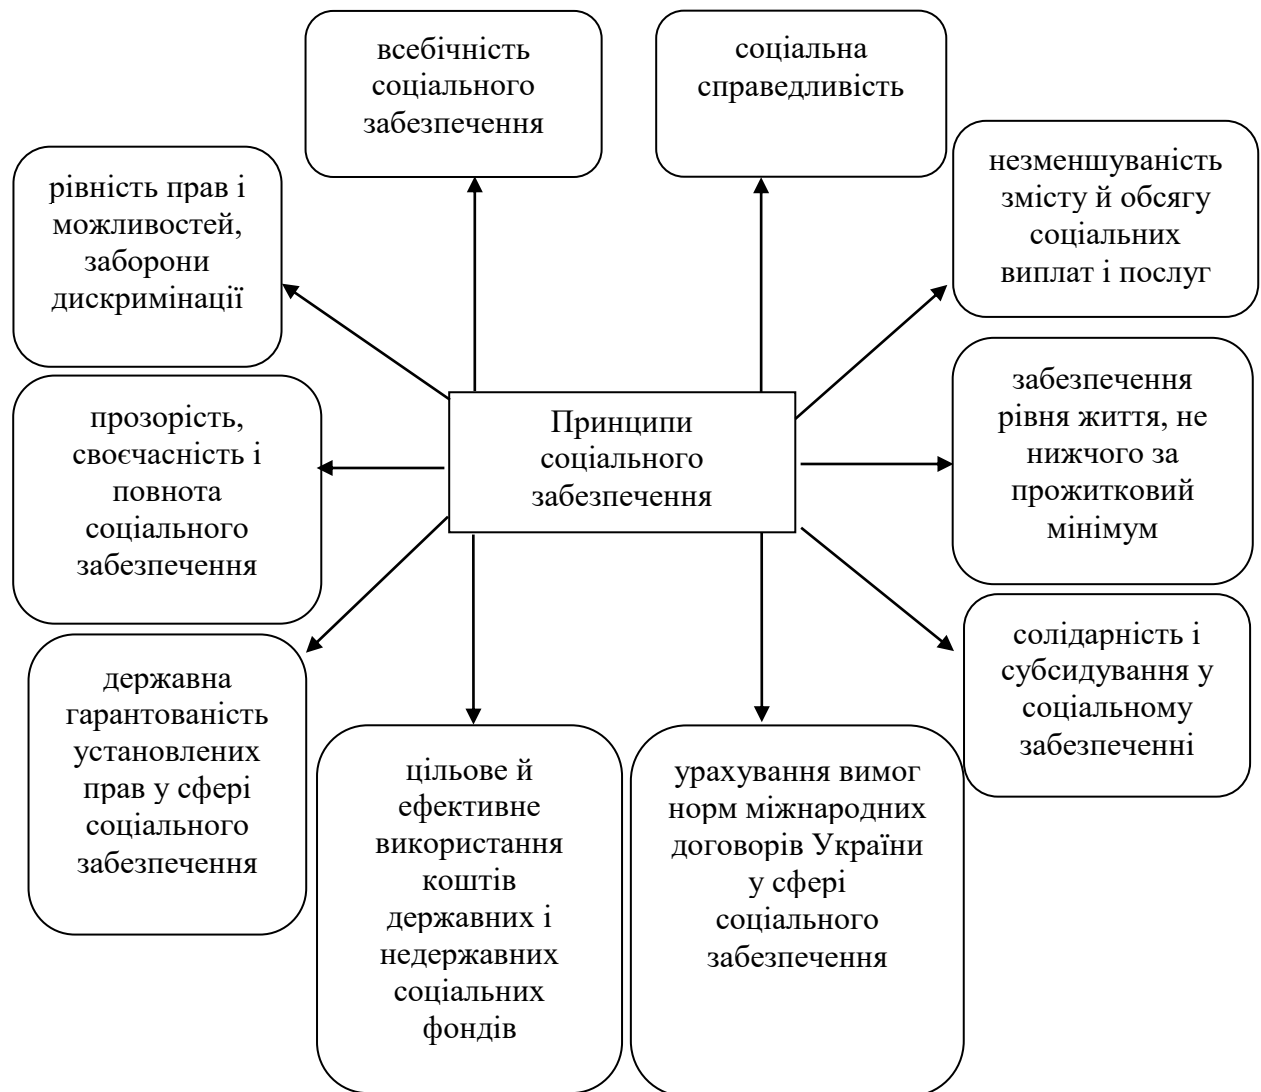 всебічність
соціального
забезпечення
соціальна
справедливість
рівність прав і
можливостей,
заборони
дискримінації
незменшуваність
змісту й обсягу
соціальних
виплат і послуг
прозорість,
своєчасність і
повнота
соціального
забезпечення
Принципи
соціального
забезпечення
забезпечення
рівня життя, не
нижчого за
прожитковий
мінімум
державна
гарантованість
установлених
прав у сфері
соціального
забезпечення
цільове й
ефективне
використання
коштів
державних і
недержавних
соціальних
фондів
урахування вимог
норм міжнародних
договорів України
у сфері
соціального
забезпечення
солідарність і
субсидування у
соціальному
забезпеченні